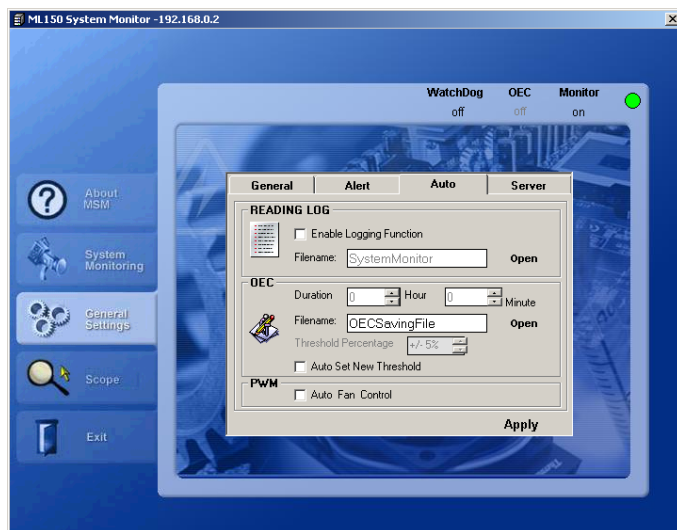 ML150 System Monitor -192.168.0.2
WatchDog OEC Monitor
off off on
About
MSM
System
Monitoring
General
Settings
Scope
Exit
General Alert Auto Server
READING LOG
Enable Logging Function
Filename: SystemMonitor Open
OEC
Duration 0 Hour 0 Minute
Filename: OECSavingFile Open
Threshold Percentage +/- 5%
Auto Set New Threshold
PWM
Auto Fan Control
Apply